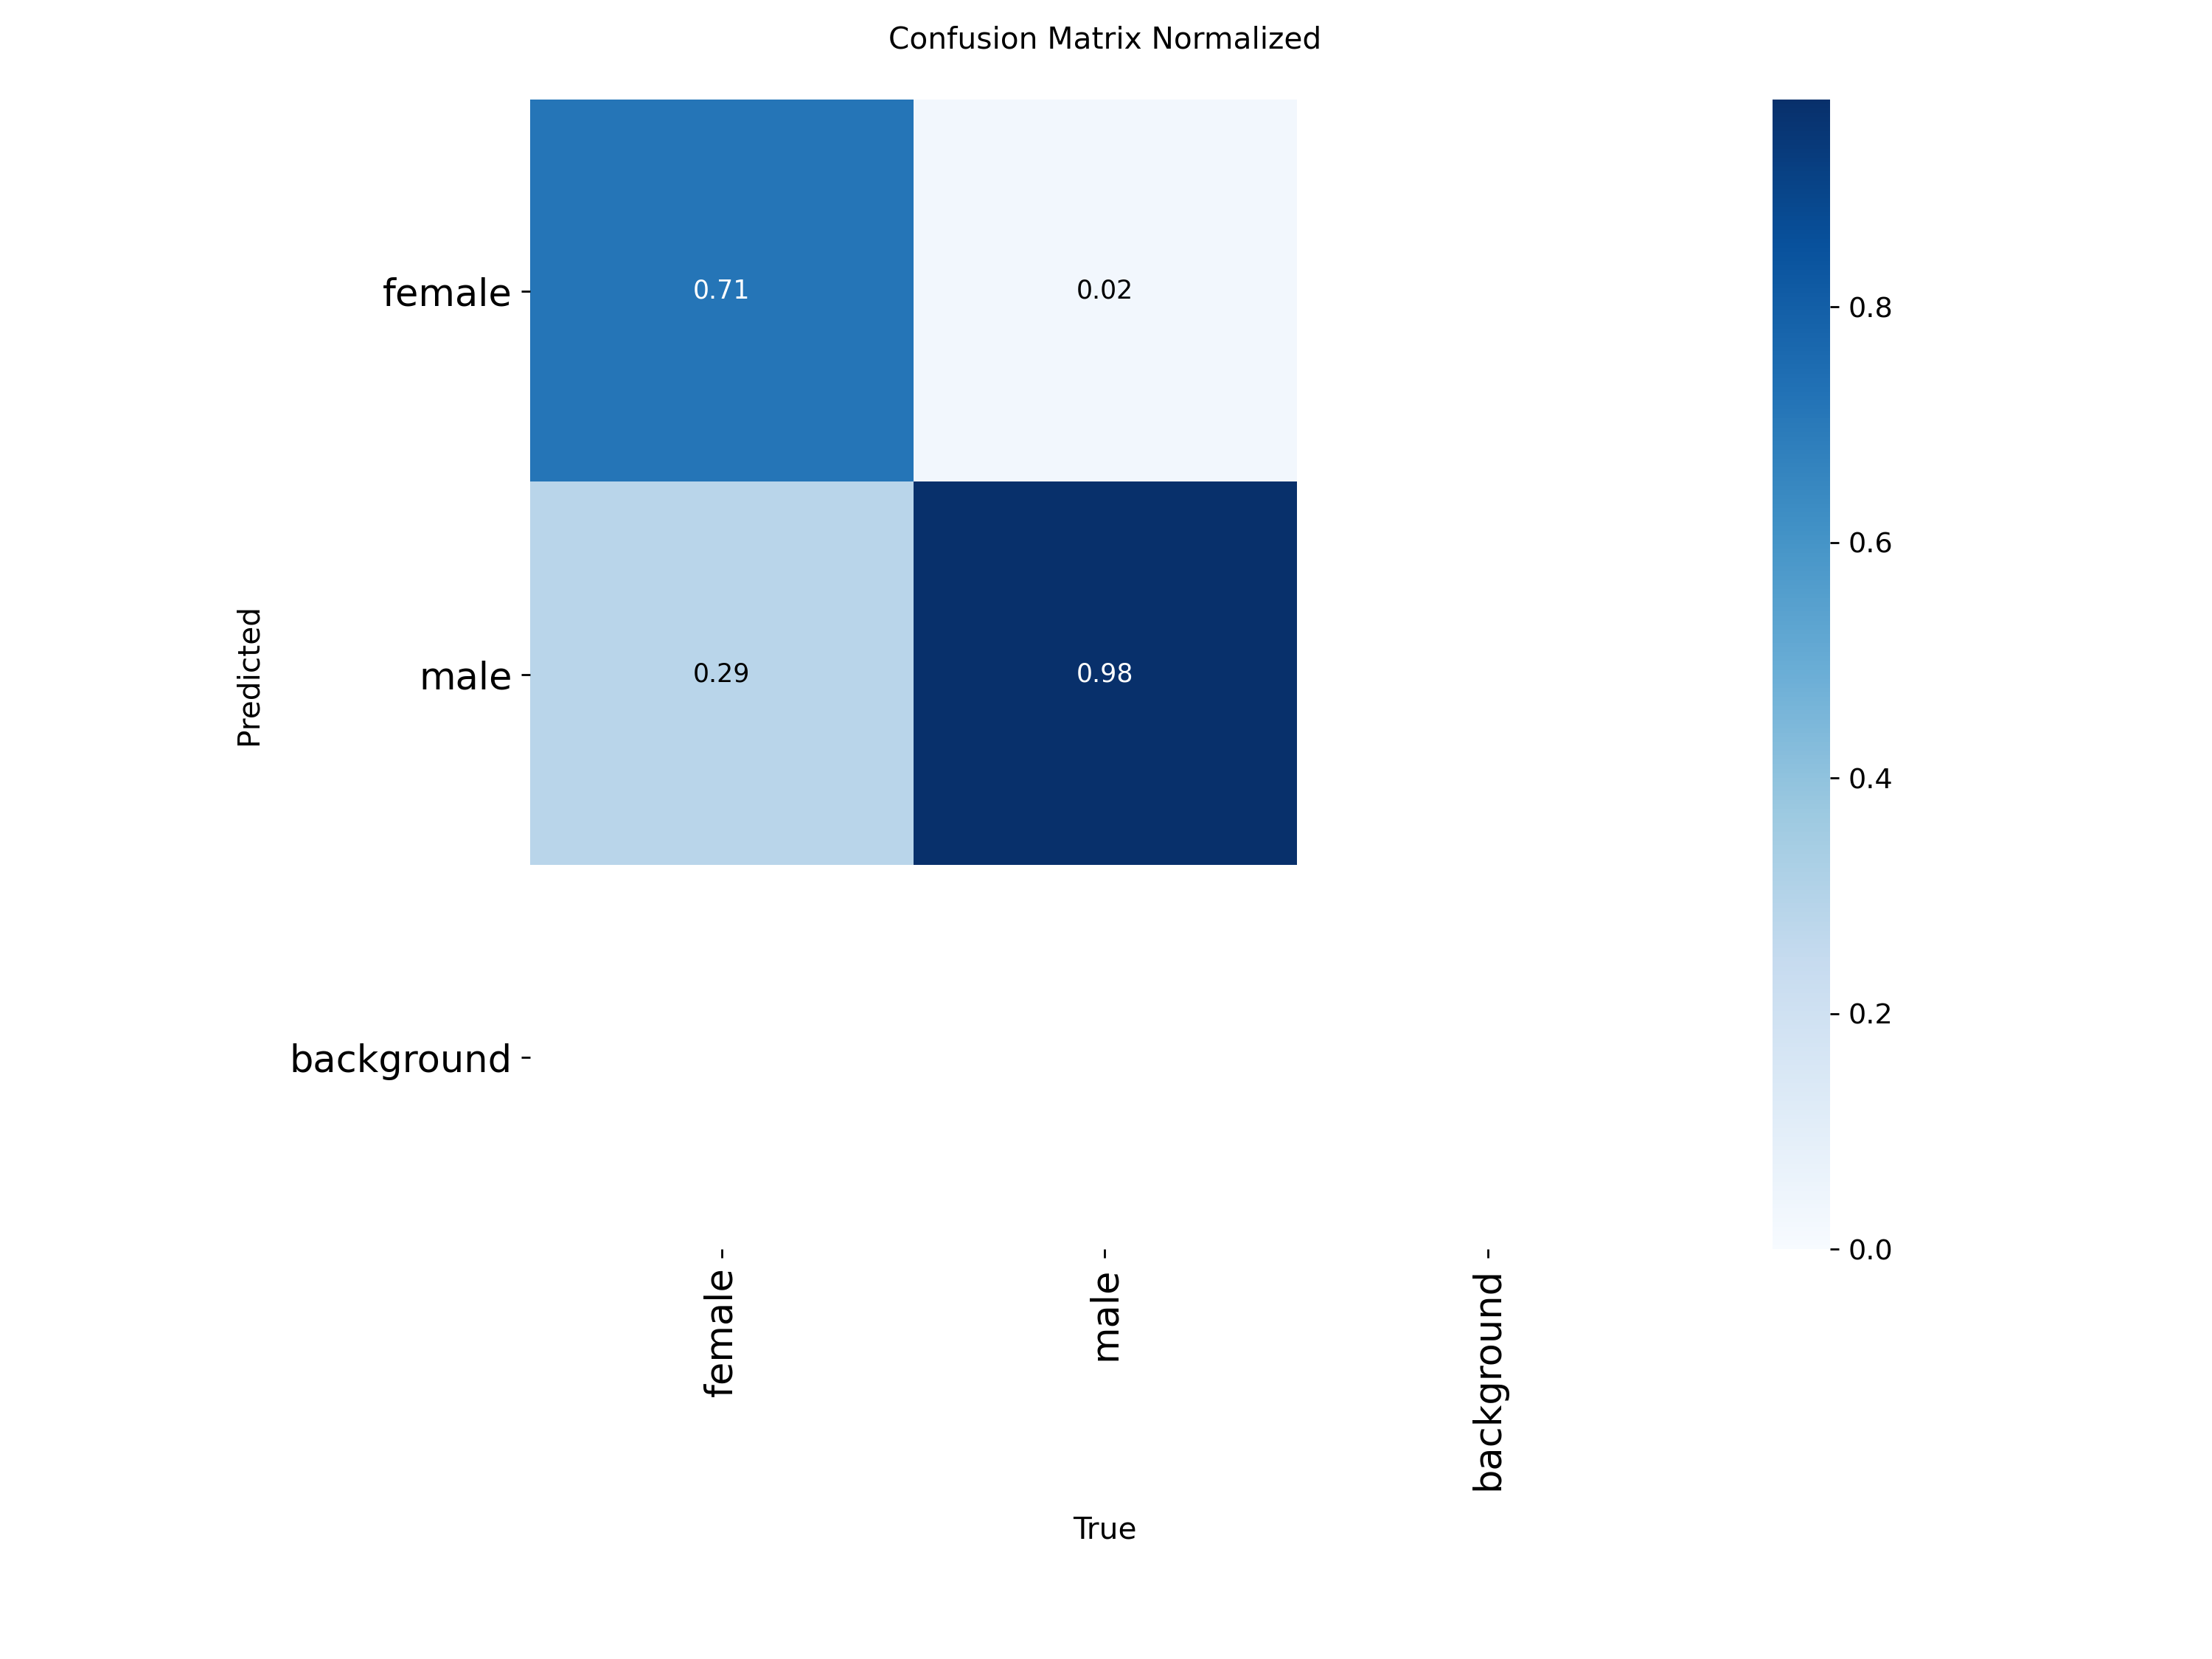 Confusion Matrix Normalized
female
0.71
0.02
0.8
0.6
Predicted
male
0.29
0.98
0.4
background
0.2
0.0
female
male
background
True